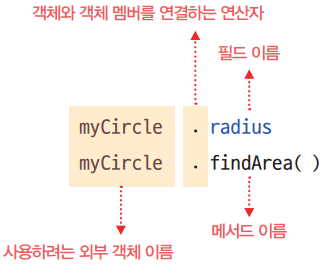 객체와 객체 멤버를 연결하는 연산자
필드 이름
myCircle . radius
myCircle . findArea( )
메서드 이름
사용하려는 외부 객체 이름